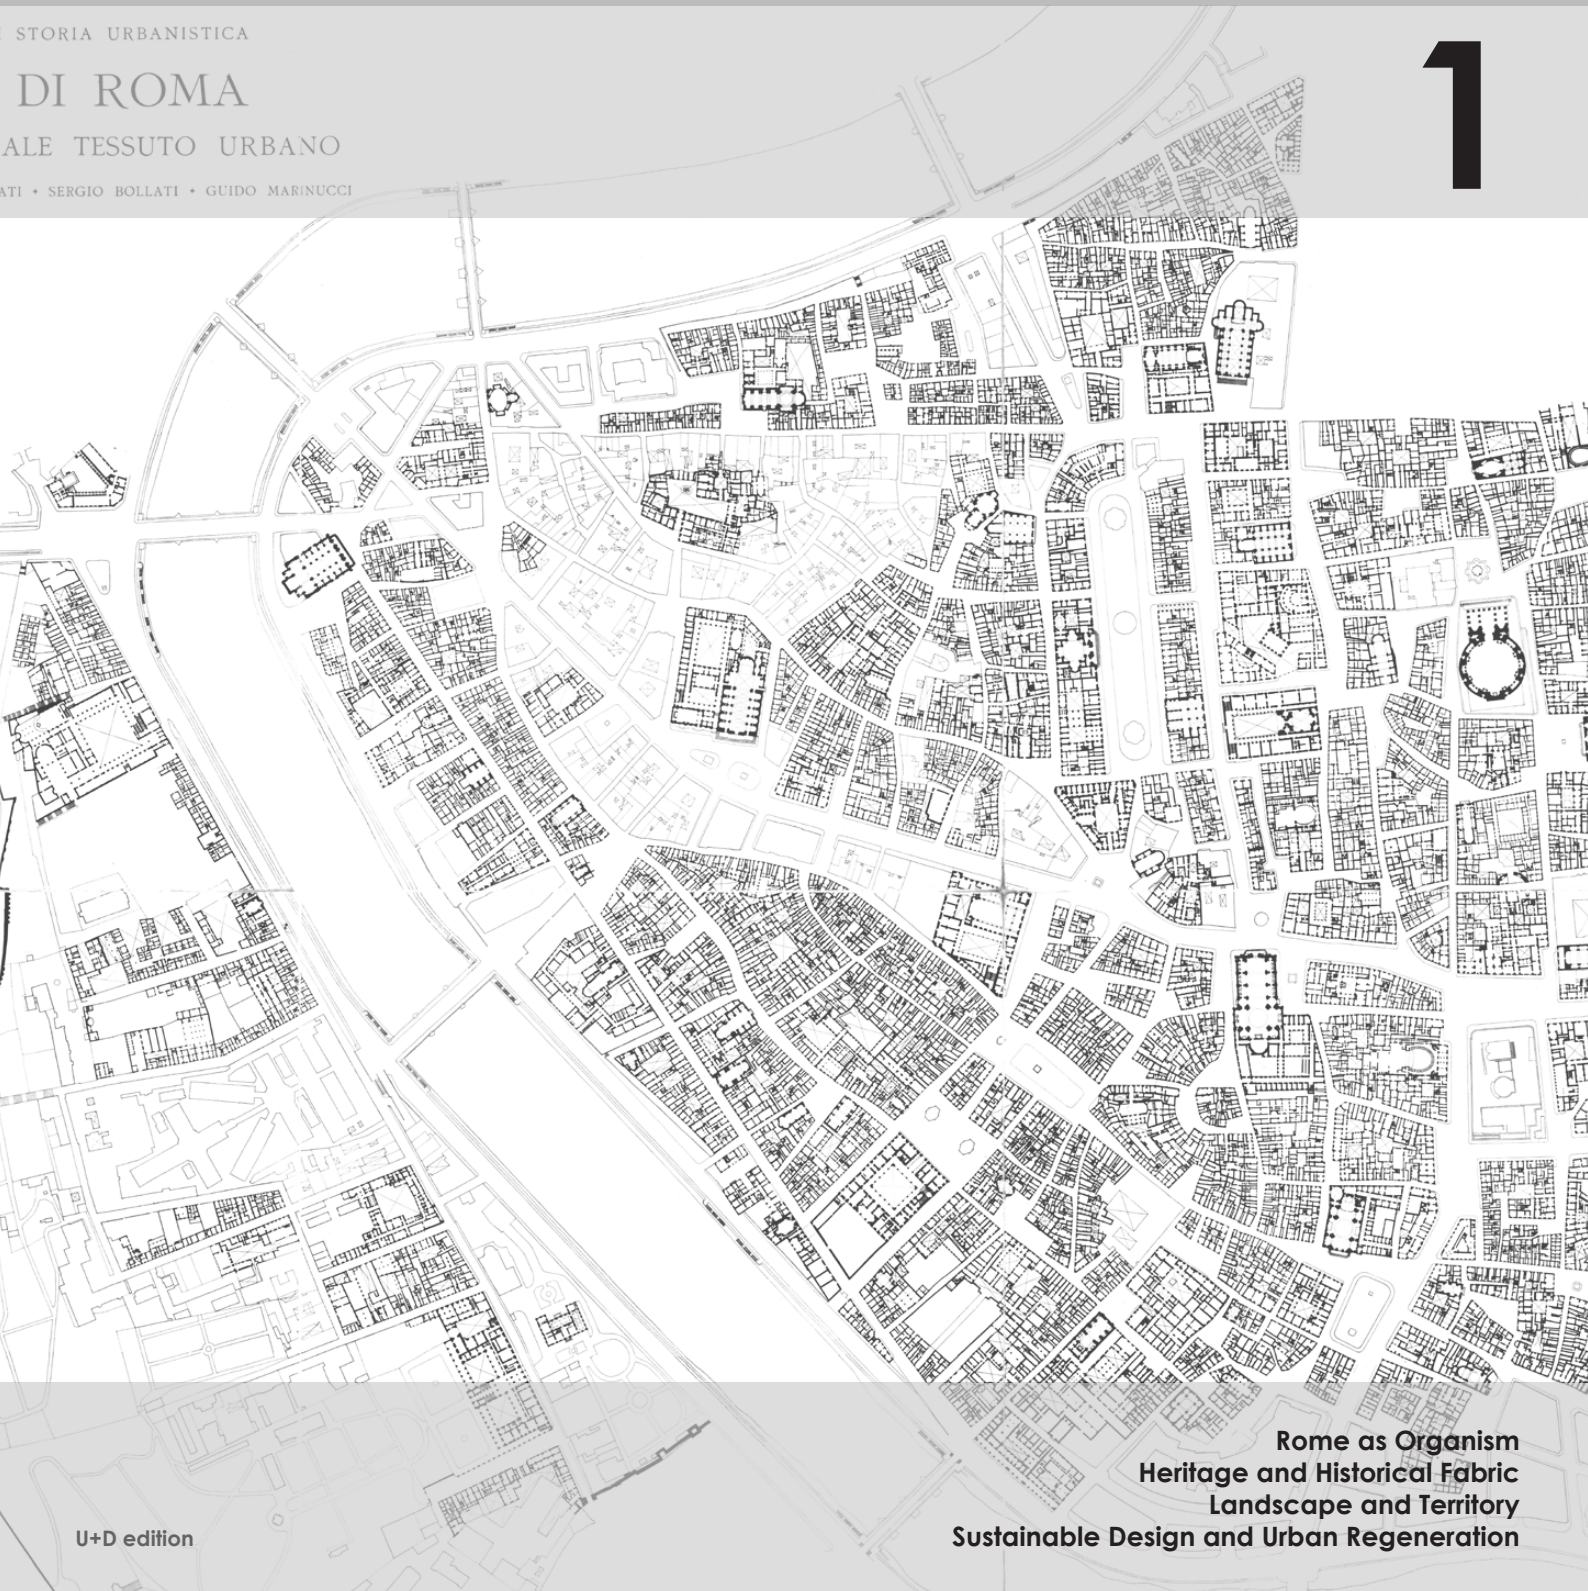 STORIA URBANISTICA
1
DI ROMA
ALE TESSUTO URBANO
ATI • SERGIO BOLLATI • GUIDO MARINUCCI
Rome as Organism
Heritage and Historical Fabric
Landscape and Territory
Sustainable Design and Urban Regeneration
U+D edition